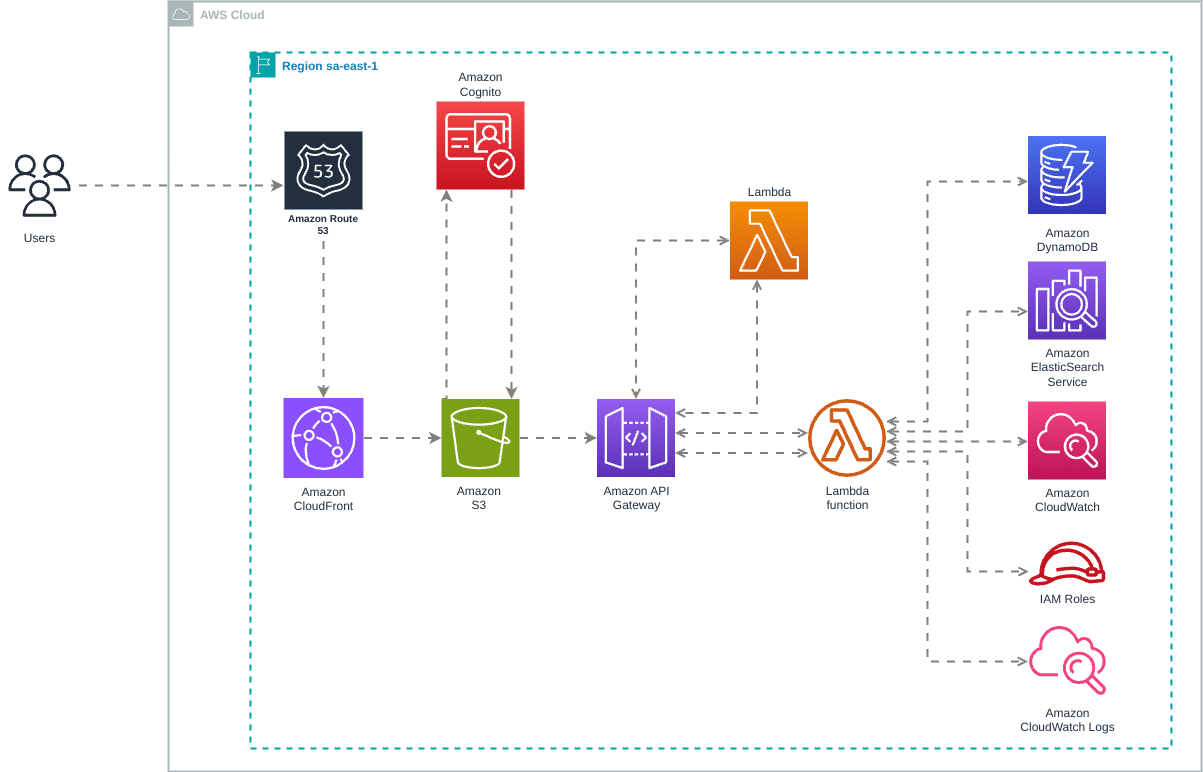 AWS Cloud
Region sa-east-1
Amazon
Cognito
53
Amazon Route
53
Users
Lambda
Amazon
DynamoDB
Amazon
ElasticSearch
Service
</>
Amazon
CloudFront
Amazon
S3
Amazon API
Gateway
Lambda
function
Amazon
CloudWatch
IAM Roles
Amazon
CloudWatch Logs